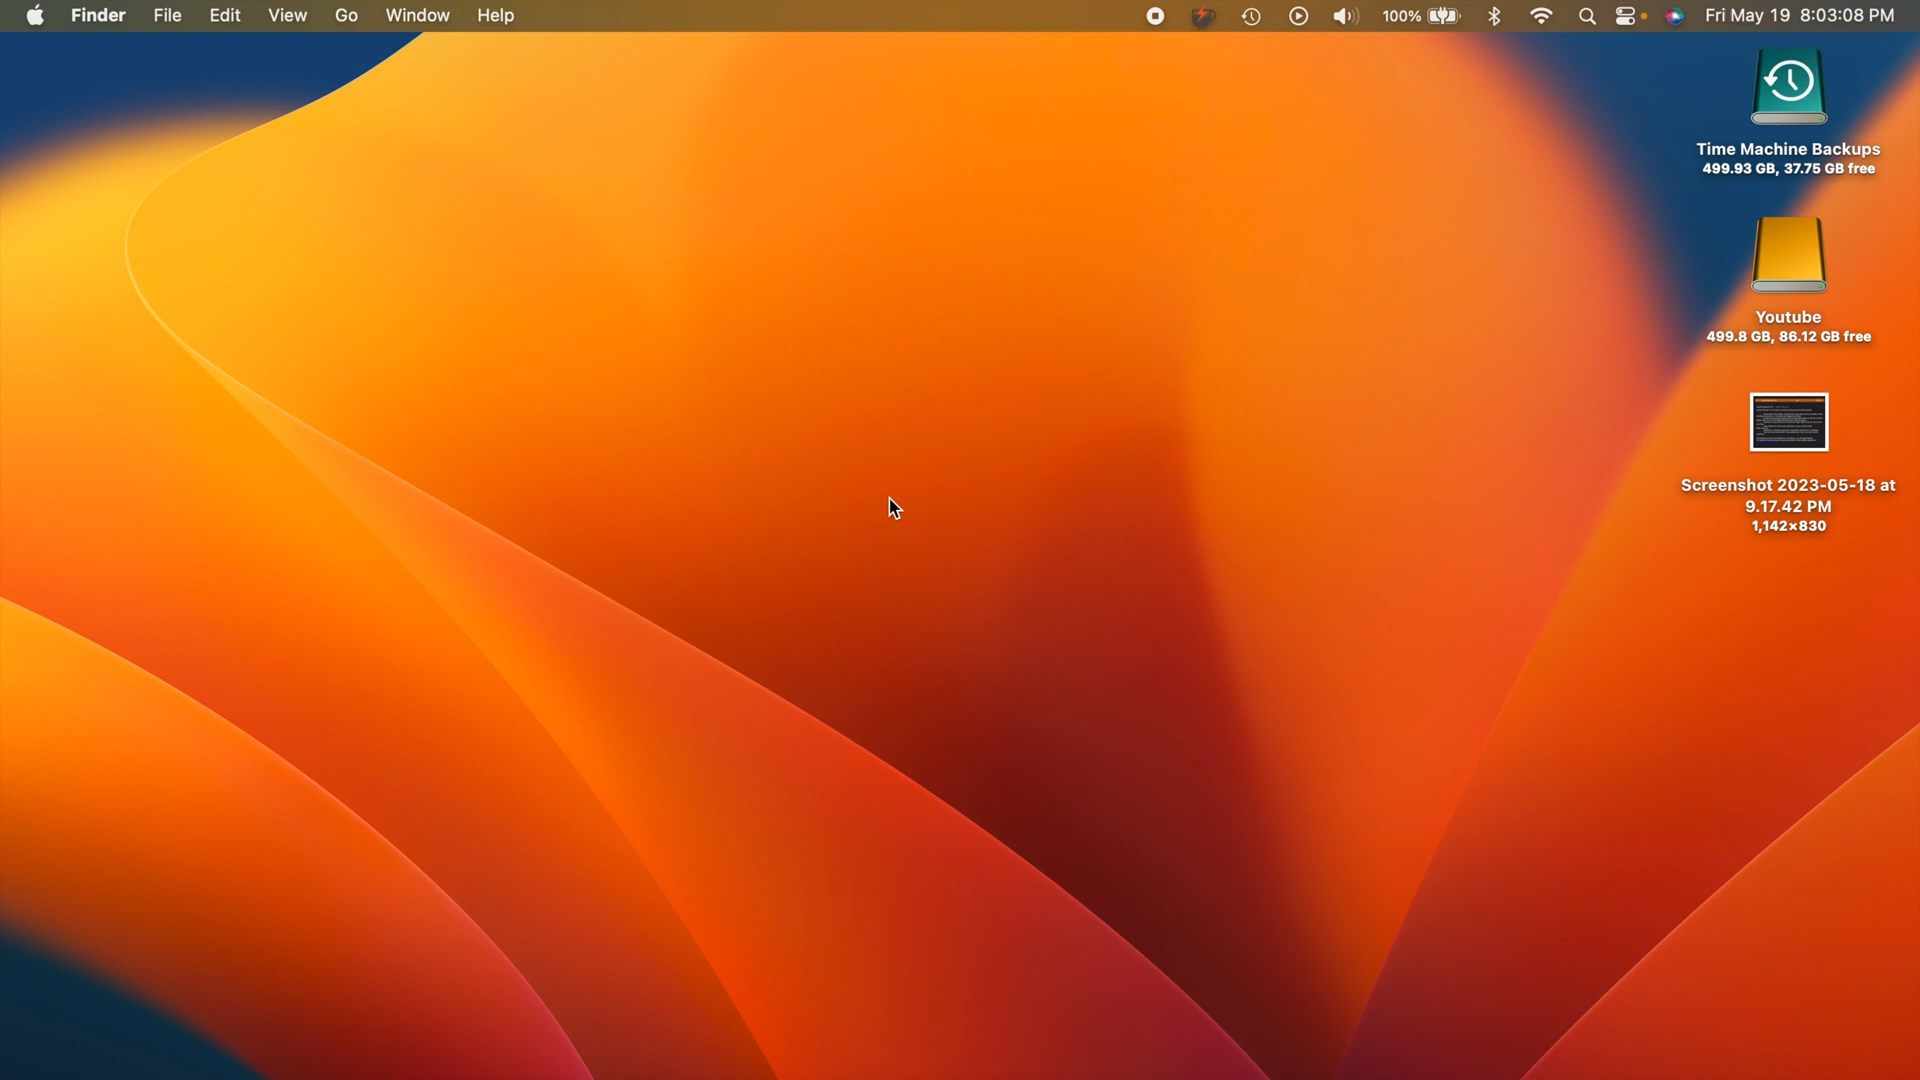 Finder File Edit View Go Window Help 100% Fri May 19 8:03:08 PM
Time Machine Backups
499.93 GB, 37.75 GB free
Youtube
499.8 GB, 86.12 GB free
Screenshot 2023-05-18 at
9.17.42 PM
1,142×830